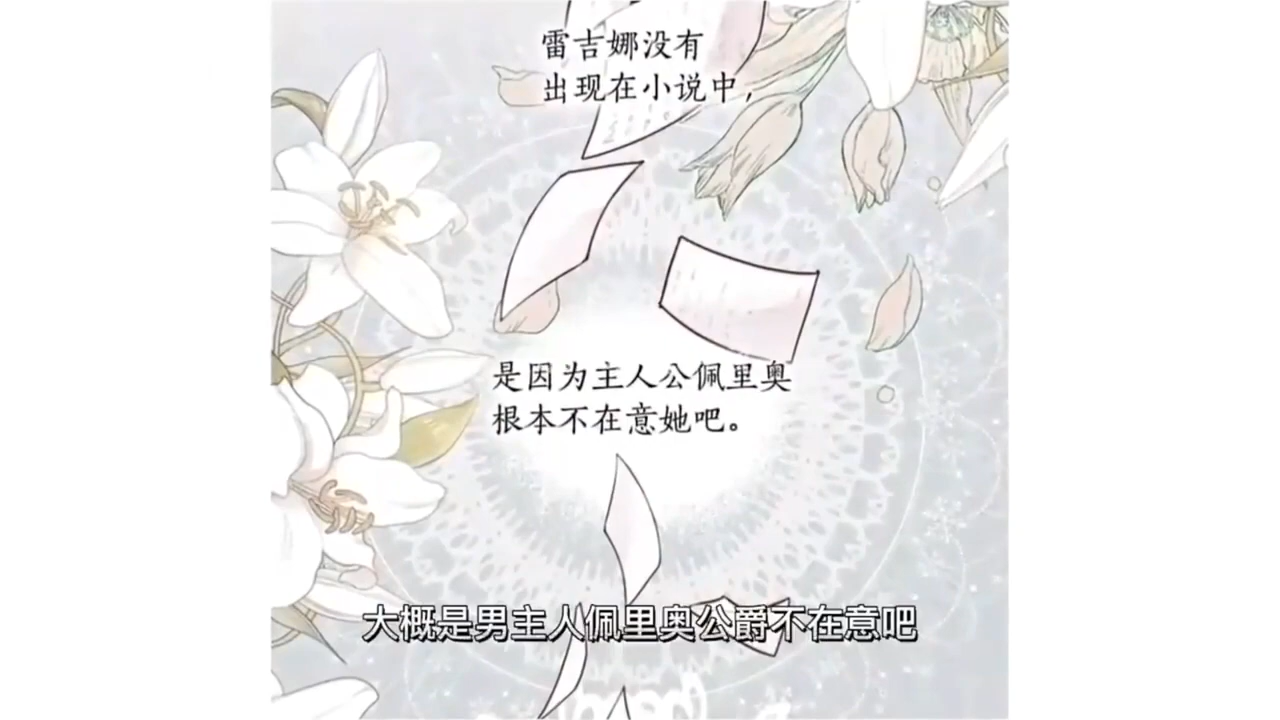 雷吉娜没有
出现在小说中，
是因为主人公佩里奥
根本不在意她吧。
大概是男主人佩里奥公爵不在意吧